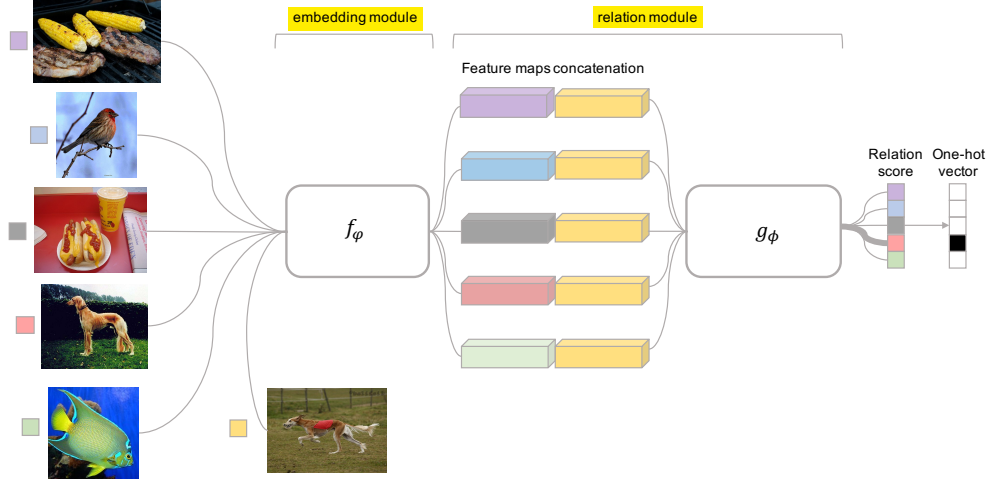 embedding module
relation module
Feature maps concatenation
Relation
score
One-hot
vector
f_φ
g_ϕ